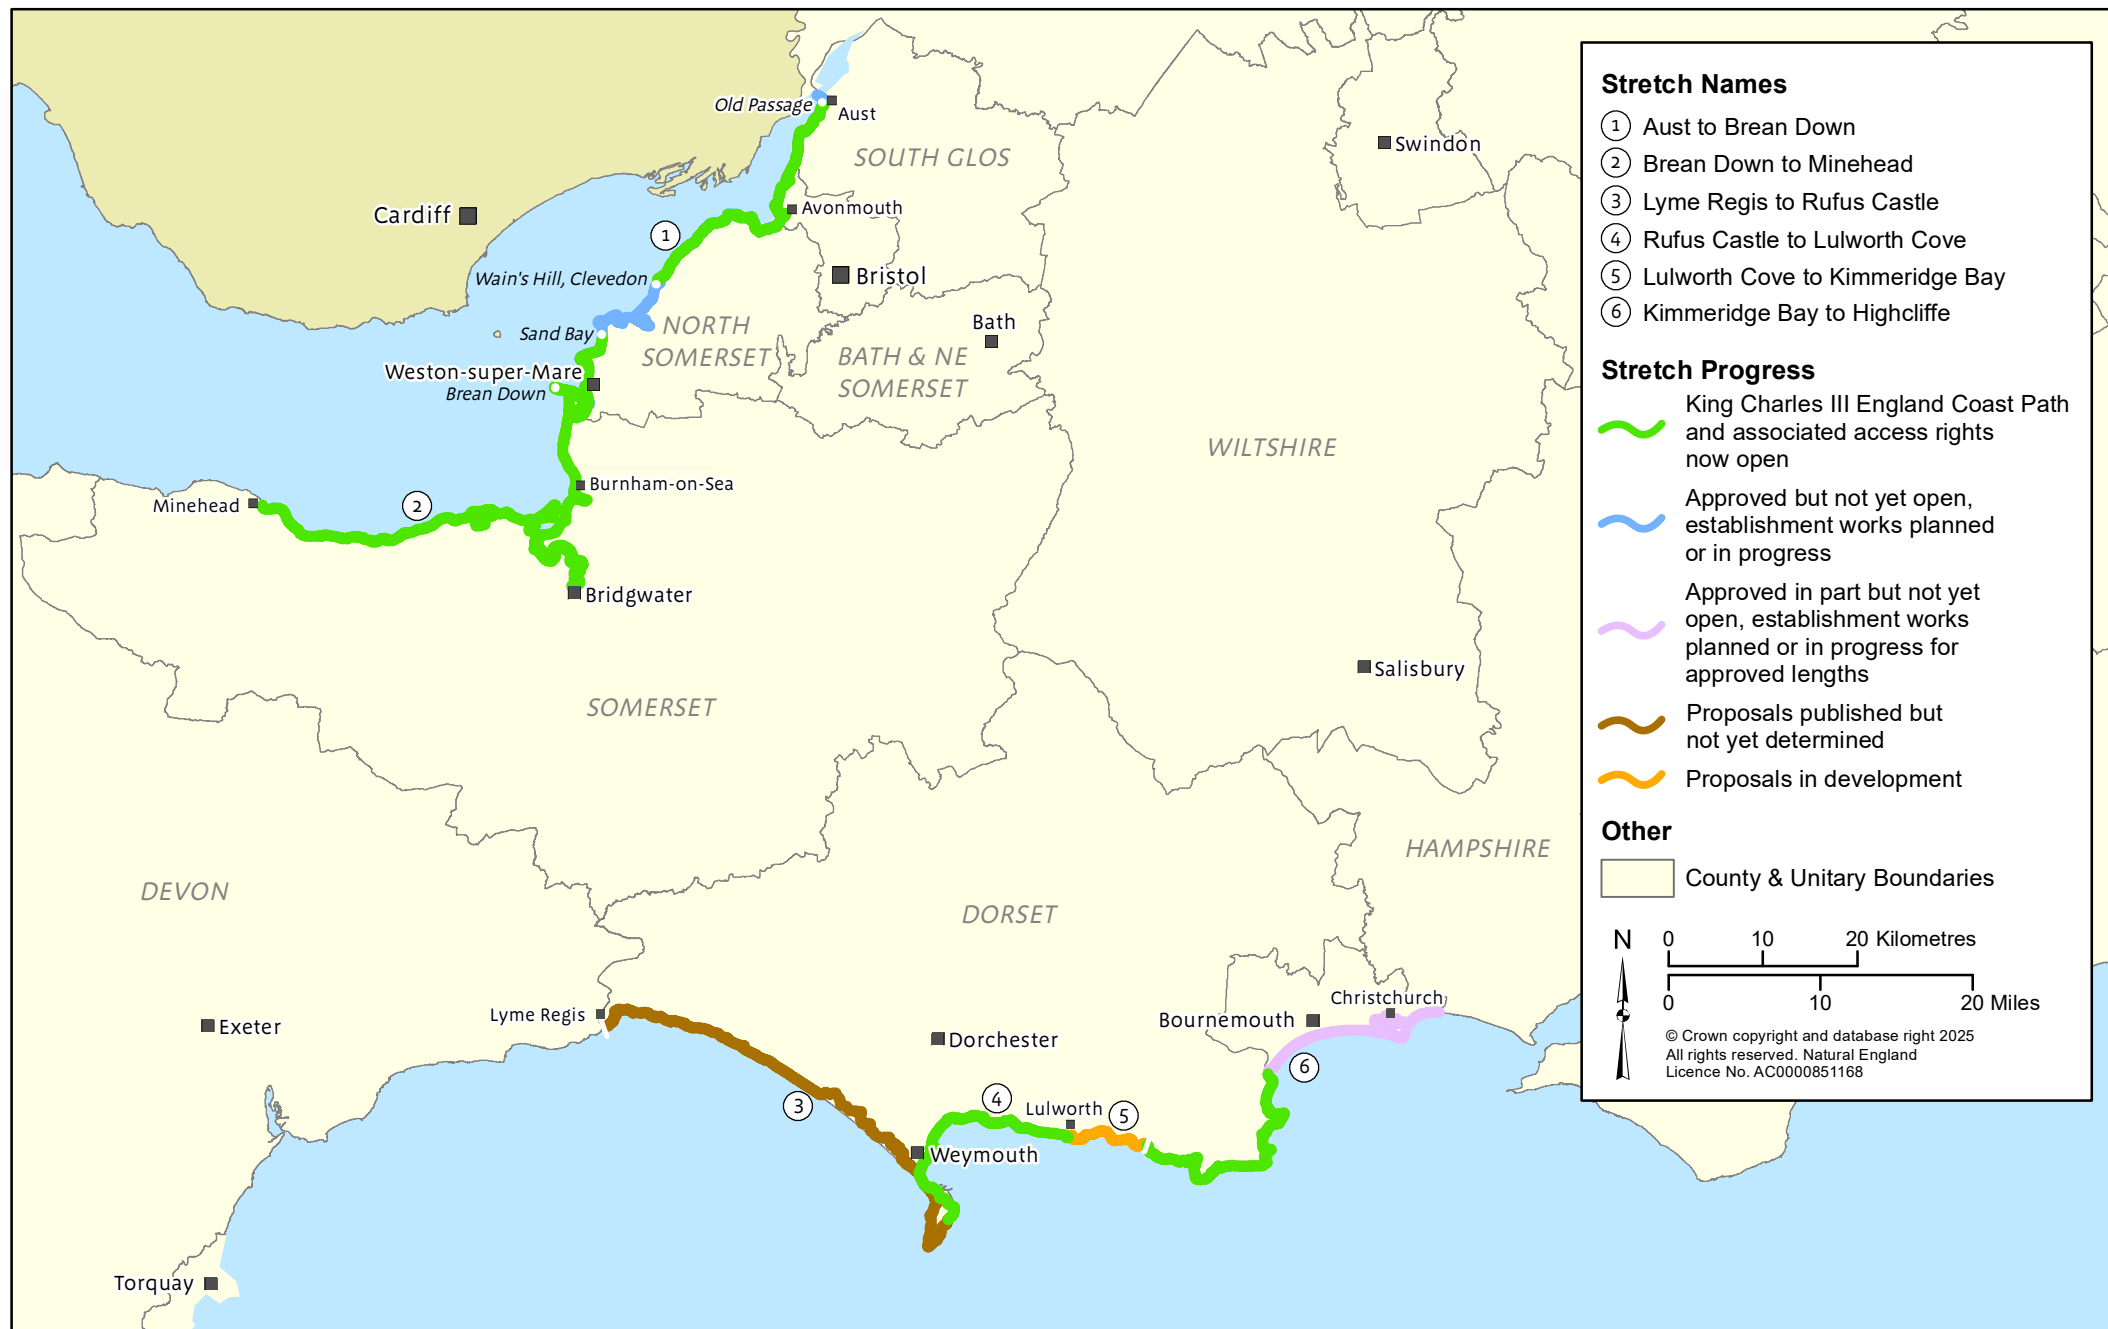 Old Passage
Aust
SOUTH GLOS
Swindon
Cardiff
Avonmouth
1
Wain's Hill, Clevedon
Bristol
Sand Bay
NORTH
SOMERSET
Bath
BATH & NE
SOMERSET
Weston-super-Mare
Brean Down
WILTSHIRE
Burnham-on-Sea
Minehead
2
Bridgwater
Salisbury
SOMERSET
HAMPSHIRE
DEVON
DORSET
Lyme Regis
Exeter
Christchurch
Bournemouth
Dorchester
6
3
4
Lulworth
5
Weymouth
Torquay
Stretch Names
1 Aust to Brean Down
2 Brean Down to Minehead
3 Lyme Regis to Rufus Castle
4 Rufus Castle to Lulworth Cove
5 Lulworth Cove to Kimmeridge Bay
6 Kimmeridge Bay to Highcliffe
Stretch Progress
King Charles III England Coast Path
and associated access rights
now open
Approved but not yet open,
establishment works planned
or in progress
Approved in part but not yet
open, establishment works
planned or in progress for
approved lengths
Proposals published but
not yet determined
Proposals in development
Other
County & Unitary Boundaries
N
0 10 20 Kilometres
0 10 20 Miles
© Crown copyright and database right 2025
All rights reserved. Natural England
Licence No. AC0000851168